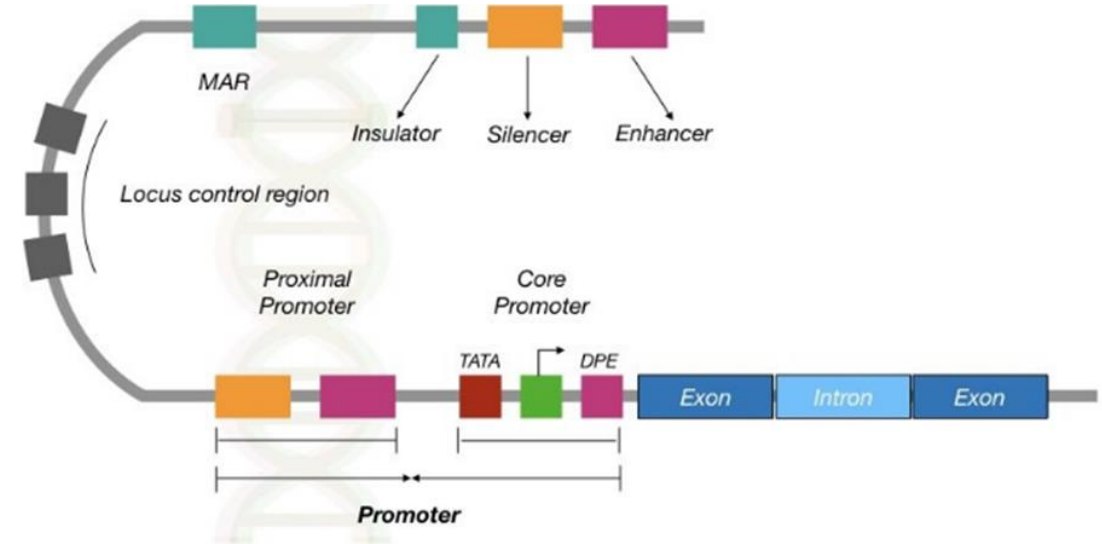 MAR
Insulator
Silencer
Enhancer
Locus control region
Proximal
Promoter
Core
Promoter
TATA
DPE
Exon
Intron
Exon
Promoter